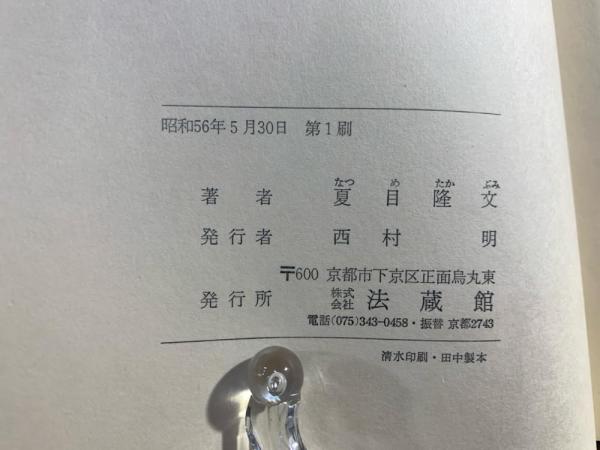 昭和56年5月30日 第1刷
なつ め たか ぶみ
著者 夏目隆文
発行者 西村明
〒600 京都市下京区正面烏丸東
発行所 株式会社 法蔵館
電話(075)343-0458・振替 京都2743
清水印刷・田中製本